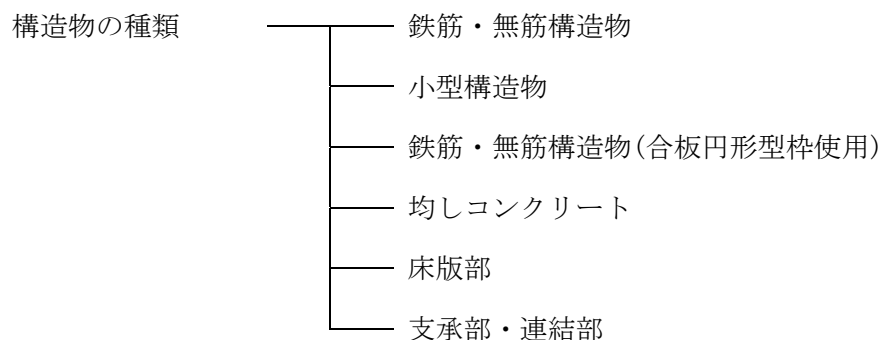 構造物の種類
鉄筋・無筋構造物
小型構造物
鉄筋・無筋構造物(合板円形型枠使用)
均しコンクリート
床版部
支承部・連結部